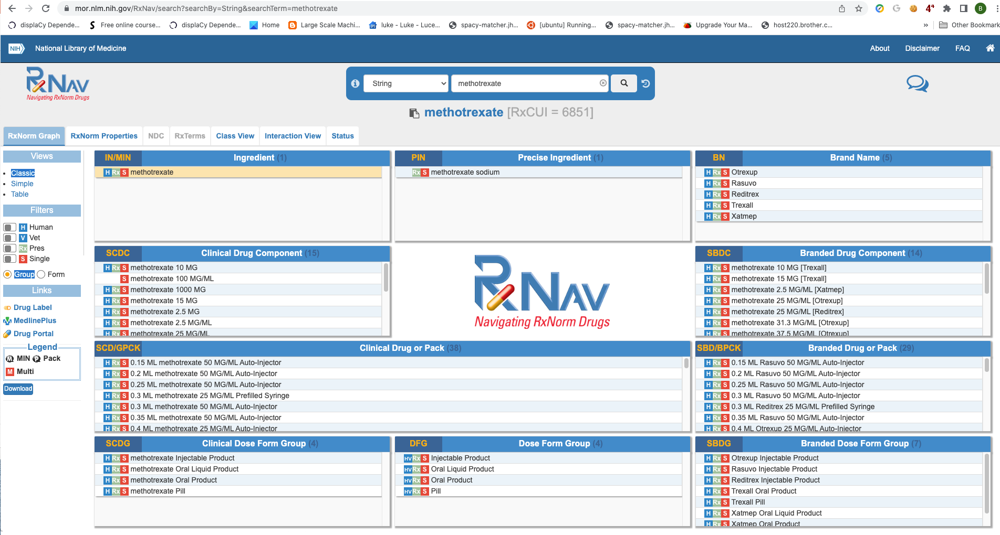 mor.nlm.nih.gov/RxNav/search?searchBy=String&searchTerm=methotrexate
4⁴
B
displaCy Depende...
Free online course...
displaCy Depende...
Home
Large Scale Machi...
luke - Luke - Luce...
spacy-matcher.jh...
[ubuntu] Running...
spacy-matcher.jh...
Upgrade Your Ma...
host220.brother.c...
»
Other Bookmark
NIH
National Library of Medicine
About
Disclaimer
FAQ
RxNav
Navigating RxNorm Drugs
String
methotrexate
methotrexate [RxCUI = 6851]
RxNorm Graph
RxNorm Properties
NDC
RxTerms
Class View
Interaction View
Status
Views
Classic
Simple
Table
Filters
H Human
V Vet
Rx Pres
S Single
Group Form
Links
Drug Label
MedlinePlus
Drug Portal
Legend
M MIN P Pack
M Multi
Download
IN/MIN Ingredient (1)
H Rx S methotrexate
PIN Precise Ingredient (1)
Rx S methotrexate sodium
BN Brand Name (5)
H Rx S Otrexup
H Rx S Rasuvo
H Rx S Reditrex
H Rx S Trexall
H Rx S Xatmep
SCDC Clinical Drug Component (15)
H Rx S methotrexate 10 MG
S methotrexate 100 MG/ML
H Rx S methotrexate 1000 MG
H Rx S methotrexate 15 MG
H Rx S methotrexate 2.5 MG
H Rx S methotrexate 2.5 MG/ML
H Rx S methotrexate 25 MG/ML
RxNav
Navigating RxNorm Drugs
SBDC Branded Drug Component (14)
H Rx S methotrexate 10 MG [Trexall]
H Rx S methotrexate 15 MG [Trexall]
H Rx S methotrexate 2.5 MG/ML [Xatmep]
H Rx S methotrexate 25 MG/ML [Otrexup]
H Rx S methotrexate 25 MG/ML [Reditrex]
H Rx S methotrexate 31.3 MG/ML [Otrexup]
H Rx S methotrexate 37.5 MG/ML [Otrexup]
SCD/GPCK Clinical Drug or Pack (38)
H Rx S 0.15 ML methotrexate 50 MG/ML Auto-Injector
H Rx S 0.2 ML methotrexate 50 MG/ML Auto-Injector
H Rx S 0.25 ML methotrexate 50 MG/ML Auto-Injector
H Rx S 0.3 ML methotrexate 25 MG/ML Prefilled Syringe
H Rx S 0.3 ML methotrexate 50 MG/ML Auto-Injector
H Rx S 0.35 ML methotrexate 50 MG/ML Auto-Injector
H Rx S 0.4 ML methotrexate 25 MG/ML Auto-Injector
SBD/BPCK Branded Drug or Pack (29)
H Rx S 0.15 ML Rasuvo 50 MG/ML Auto-Injector
H Rx S 0.2 ML Rasuvo 50 MG/ML Auto-Injector
H Rx S 0.25 ML Rasuvo 50 MG/ML Auto-Injector
H Rx S 0.3 ML Rasuvo 50 MG/ML Auto-Injector
H Rx S 0.3 ML Reditrex 25 MG/ML Prefilled Syringe
H Rx S 0.35 ML Rasuvo 50 MG/ML Auto-Injector
H Rx S 0.4 ML Otrexup 25 MG/ML Auto-Injector
SCDG Clinical Dose Form Group (4)
H Rx S methotrexate Injectable Product
H Rx S methotrexate Oral Liquid Product
H Rx S methotrexate Oral Product
H Rx S methotrexate Pill
DFG Dose Form Group (4)
HV Rx S Injectable Product
HV Rx S Oral Liquid Product
HV Rx S Oral Product
HV Rx S Pill
SBDG Branded Dose Form Group (7)
H Rx S Otrexup Injectable Product
H Rx S Rasuvo Injectable Product
H Rx S Reditrex Injectable Product
H Rx S Trexall Oral Product
H Rx S Trexall Pill
H Rx S Xatmep Oral Liquid Product
H Rx S Xatmep Oral Product